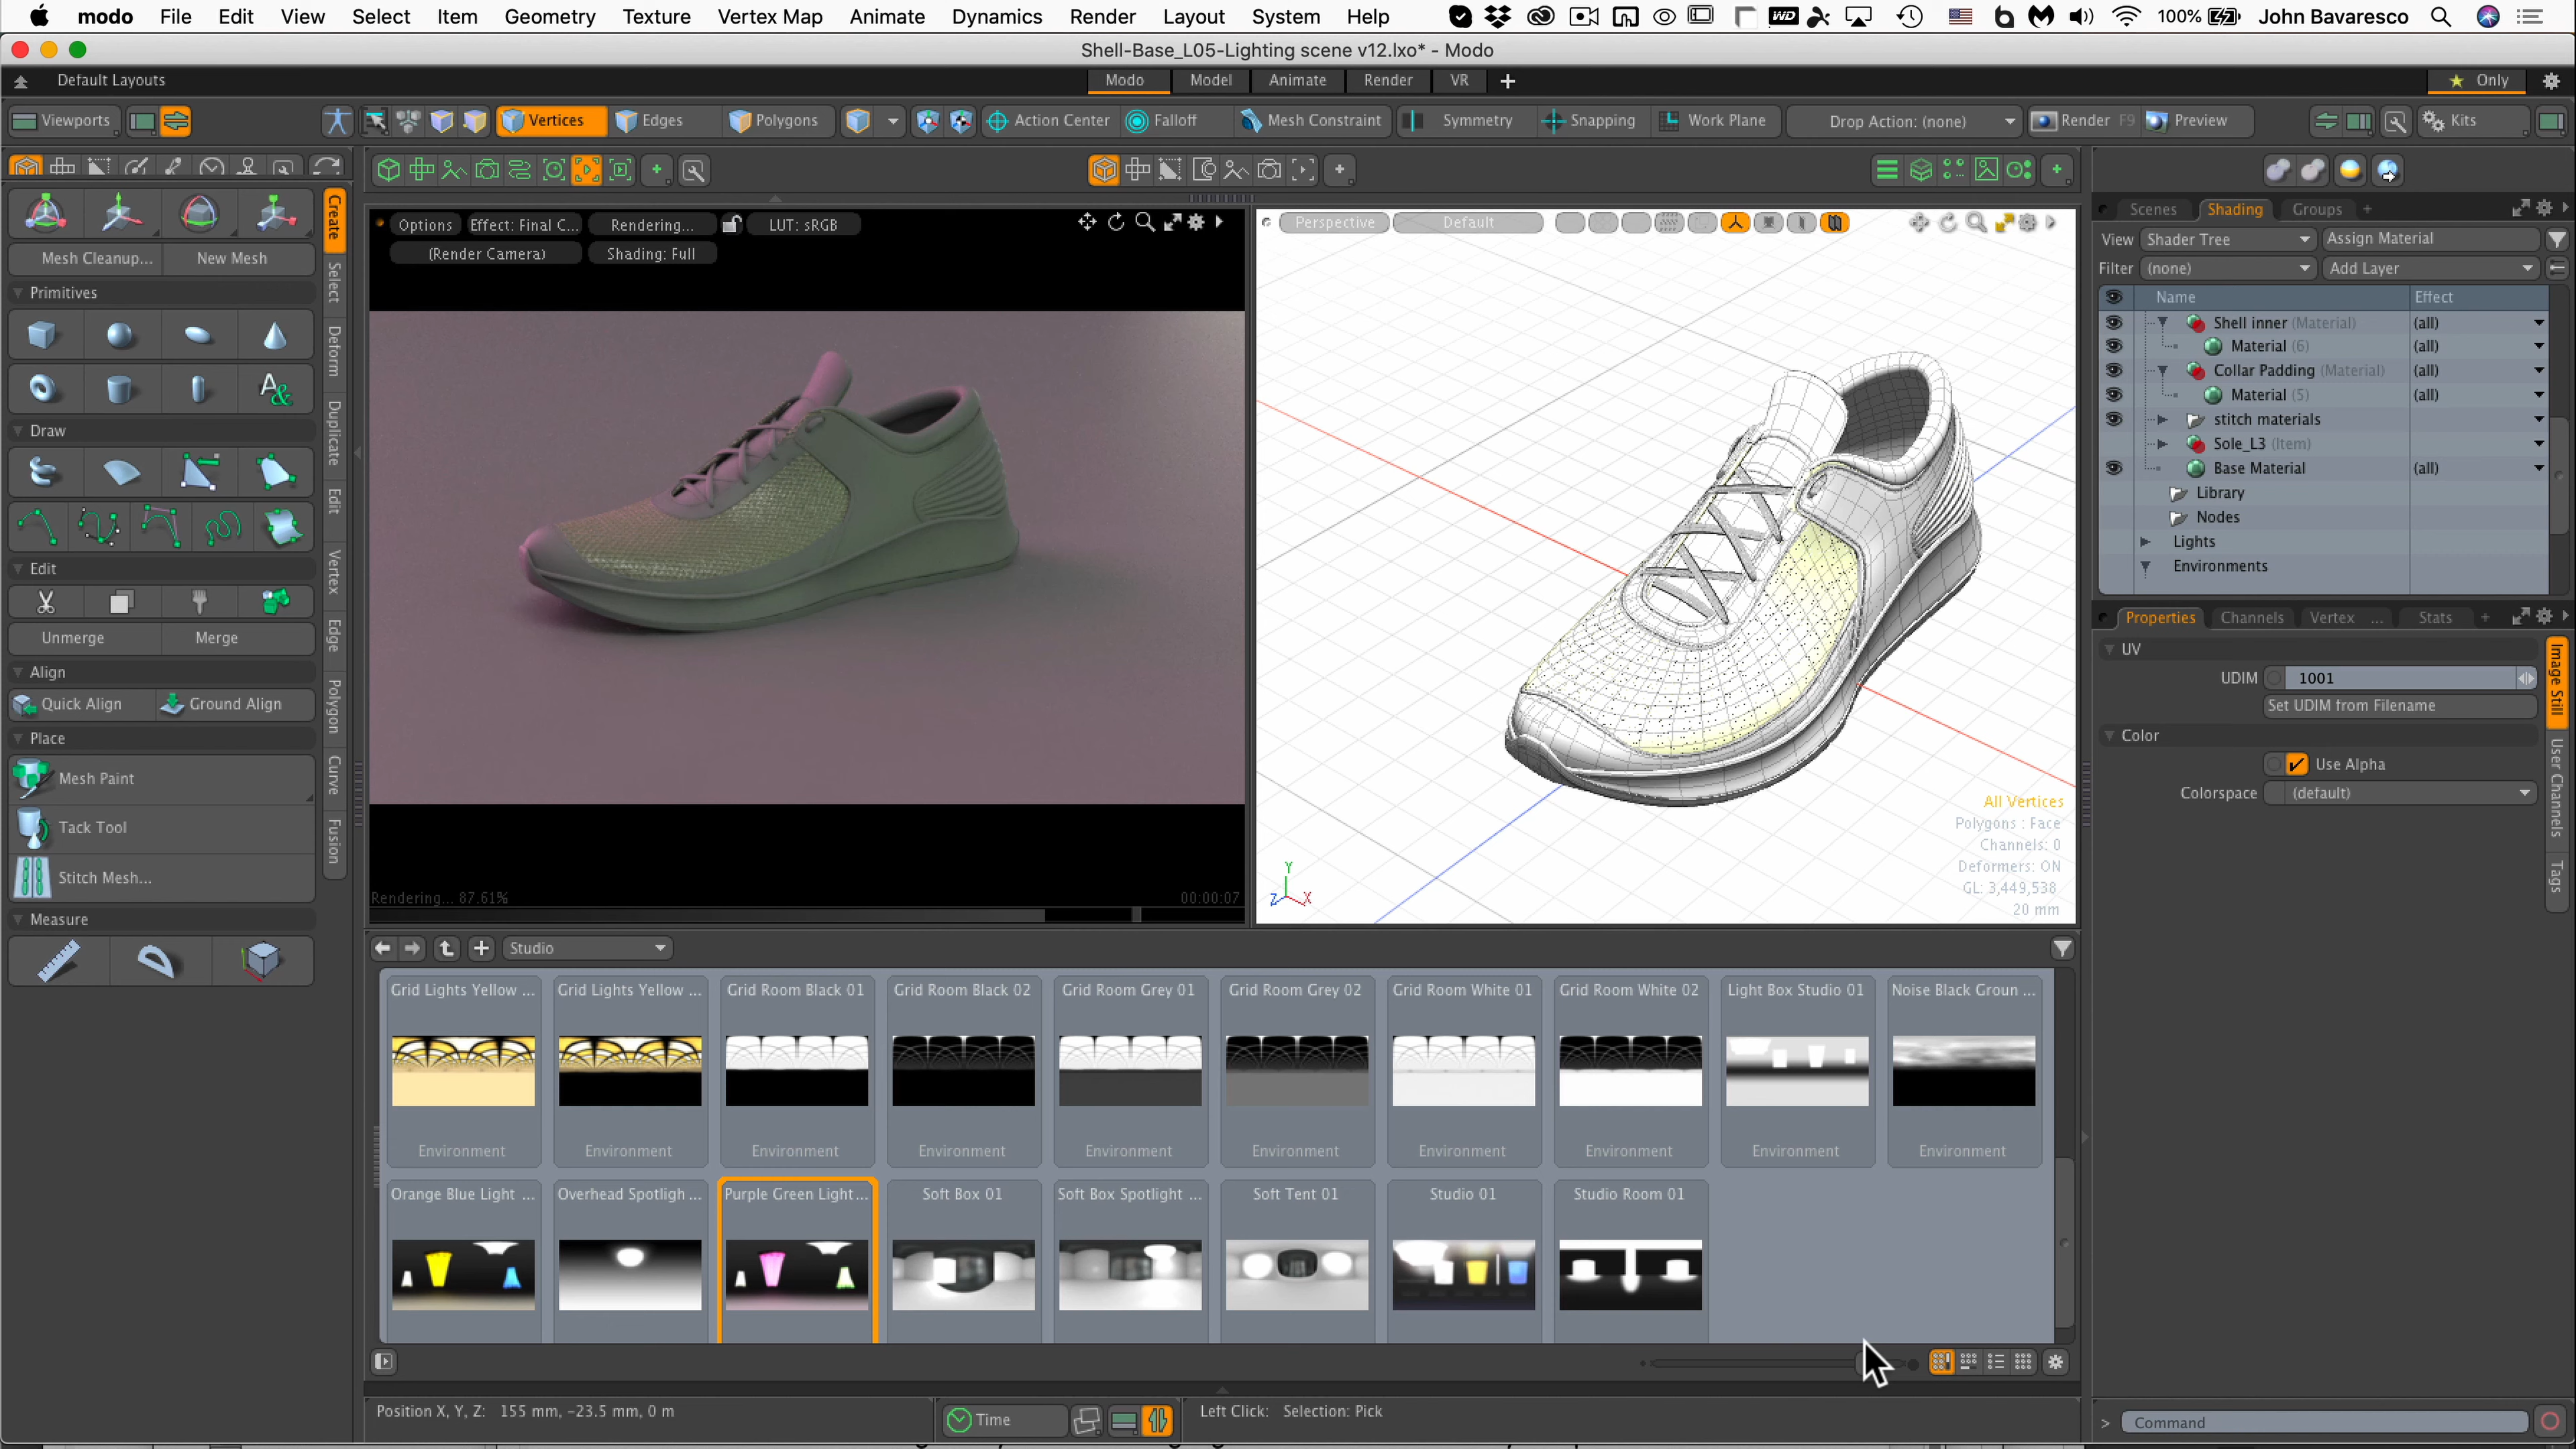 modo File Edit View Select Item Geometry Texture Vertex Map Animate Dynamics Render Layout System Help WD 100% John Bavaresco
Shell-Base_L05-Lighting scene v12.lxo* - Modo
Default Layouts Modo Model Animate Render VR + Only
Viewports Vertices Edges Polygons Action Center Falloff Mesh Constraint Symmetry Snapping Work Plane Drop Action: (none) Render F9 Preview Kits
Options Effect: Final C... Rendering... LUT: sRGB
(Render Camera) Shading: Full
Perspective Default
Mesh Cleanup... New Mesh
Primitives
A&
Draw
Edit
Unmerge Merge
Align
Quick Align Ground Align
Place
Mesh Paint
Tack Tool
Stitch Mesh...
Measure
Create
Select
Deform
Duplicate
Edit
Vertex
Edge
Polygon
Curve
Fusion
Rendering... 87.61% 00:00:07
Y
Z X
All Vertices
Polygons : Face
Channels: 0
Deformers: ON
GL: 3,449,538
20 mm
Scenes Shading Groups +
View Shader Tree Assign Material
Filter (none) Add Layer
Name Effect
Shell inner (Material) (all)
Material (6) (all)
Collar Padding (Material) (all)
Material (5) (all)
stitch materials
Sole_L3 (Item)
Base Material (all)
Library
Nodes
Lights
Environments
Properties Channels Vertex ... Stats +
UV
UDIM 1001
Set UDIM from Filename
Color
Use Alpha
Colorspace (default)
Image Still
User Channels
Tags
Studio
Grid Lights Yellow ... Grid Lights Yellow ... Grid Room Black 01 Grid Room Black 02 Grid Room Grey 01 Grid Room Grey 02 Grid Room White 01 Grid Room White 02 Light Box Studio 01 Noise Black Groun ...
Environment Environment Environment Environment Environment Environment Environment Environment Environment Environment
Orange Blue Light ... Overhead Spotligh ... Purple Green Light... Soft Box 01 Soft Box Spotlight ... Soft Tent 01 Studio 01 Studio Room 01
Position X, Y, Z: 155 mm, -23.5 mm, 0 m Time Left Click: Selection: Pick
> Command